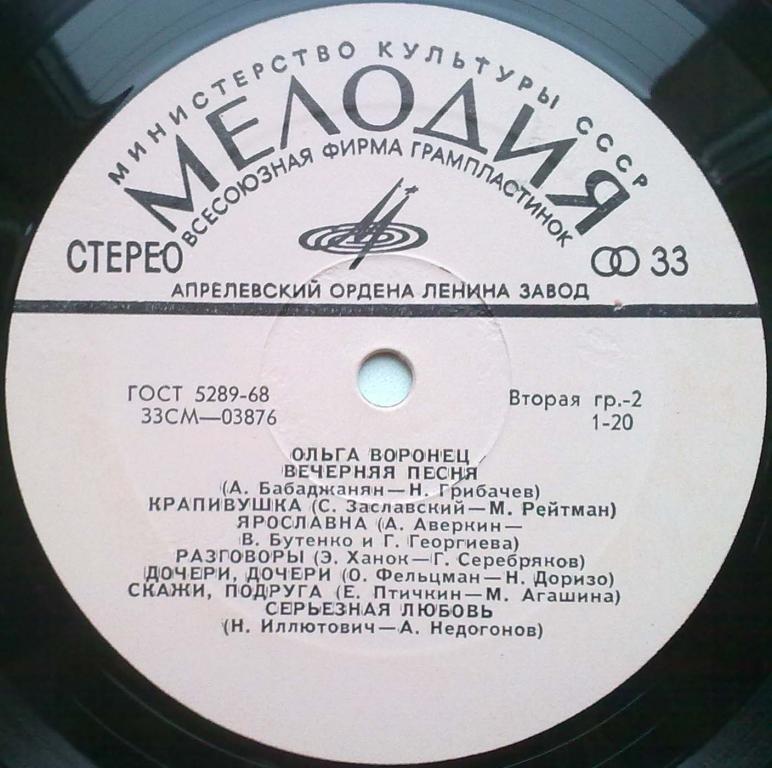 МИНИСТЕРСТВО КУЛЬТУРЫ СССР
МЕЛОДИЯ
ВСЕСОЮЗНАЯ ФИРМА ГРАМПЛАСТИНОК
СТЕРЕО 33
АПРЕЛЕВСКИЙ ОРДЕНА ЛЕНИНА ЗАВОД
ГОСТ 5289-68 Вторая гр.-2
33СМ—03876 1-20
ОЛЬГА ВОРОНЕЦ
ВЕЧЕРНЯЯ ПЕСНЯ
(А. Бабаджанян—Н. Грибачев)
КРАПИВУШКА (С. Заславский—М. Рейтман)
ЯРОСЛАВНА (А. Аверкин—
В. Бутенко и Г. Георгиева)
РАЗГОВОРЫ (Э. Ханок—Г. Серебряков)
ДОЧЕРИ, ДОЧЕРИ (О. Фельцман—Н. Доризо)
СКАЖИ, ПОДРУГА (Е. Птичкин—М. Агашина)
СЕРЬЕЗНАЯ ЛЮБОВЬ
(Н. Иллютович—А. Недогонов)